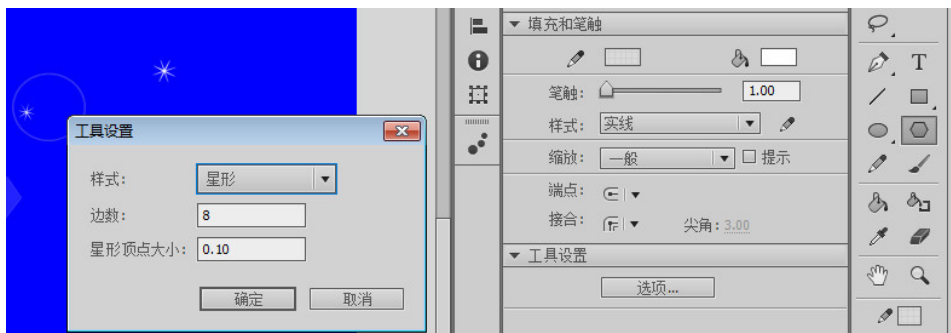 填充和笔触
笔触: 1.00
样式: 实线
缩放: 一般 提示
端点:
接合: 尖角: 3.00
工具设置
选项...
工具设置
样式: 星形
边数: 8
星形顶点大小: 0.10
确定 取消
T